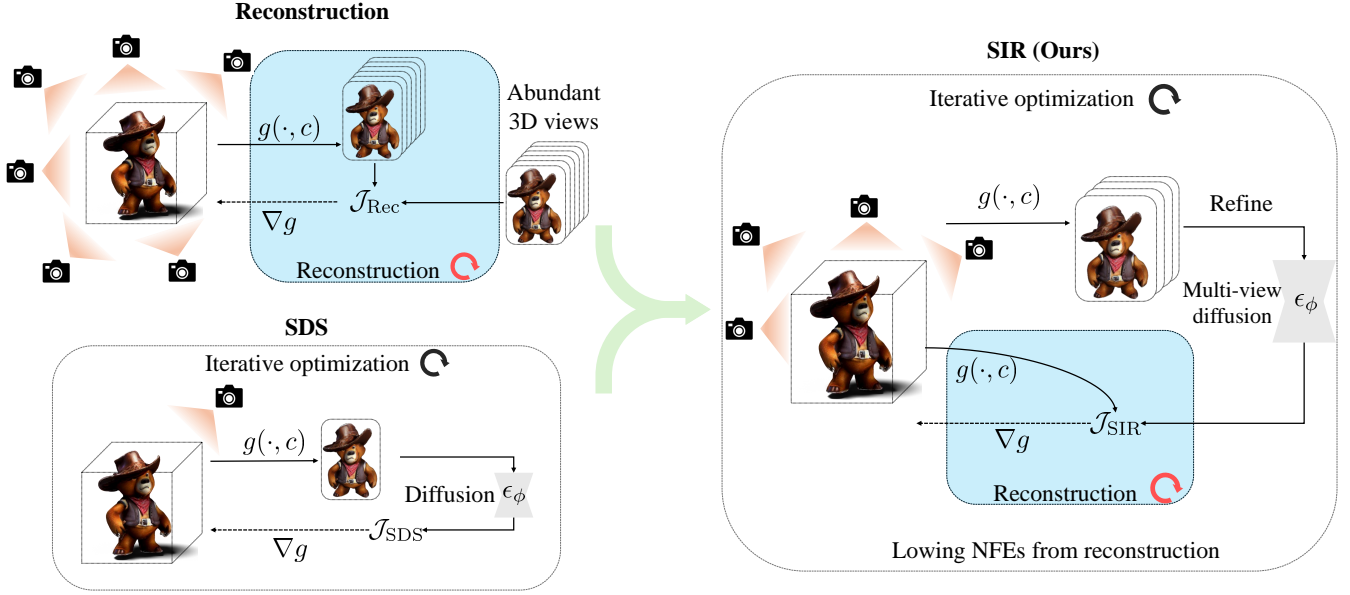 Reconstruction
Abundant
3D views
g(·, c)
𝒥Rec
∇g
Reconstruction
SDS
Iterative optimization
g(·, c)
Diffusion ϵϕ
𝒥SDS
∇g
SIR (Ours)
Iterative optimization
g(·, c)
Refine
Multi-view
diffusion
ϵϕ
g(·, c)
𝒥SIR
∇g
Reconstruction
Lowing NFEs from reconstruction